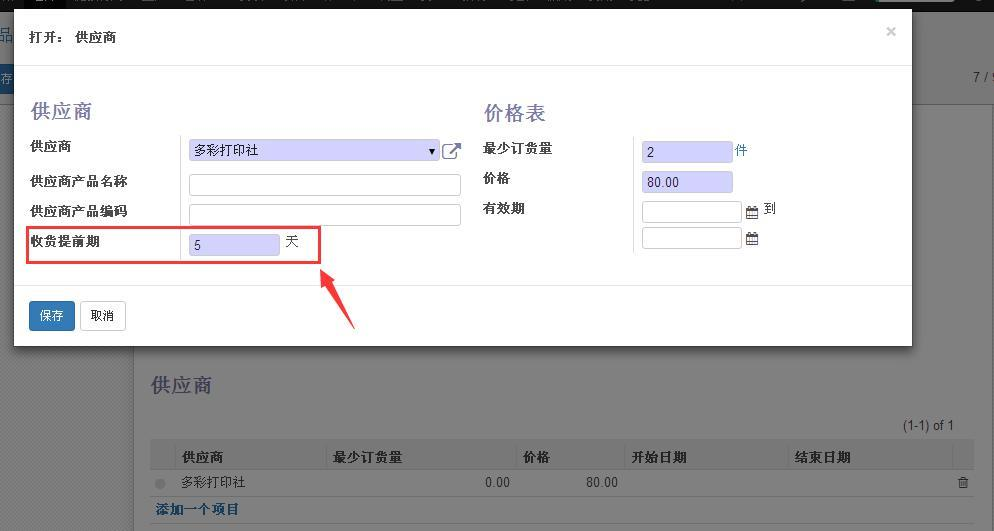 打开： 供应商
×
供应商
供应商 多彩打印社
供应商产品名称
供应商产品编码
收货提前期 5 天
价格表
最少订货量 2 件
价格 80.00
有效期 到
保存 取消
品
存
7 /
供应商
(1-1) of 1
供应商 最少订货量 价格 开始日期 结束日期
多彩打印社 0.00 80.00
添加一个项目